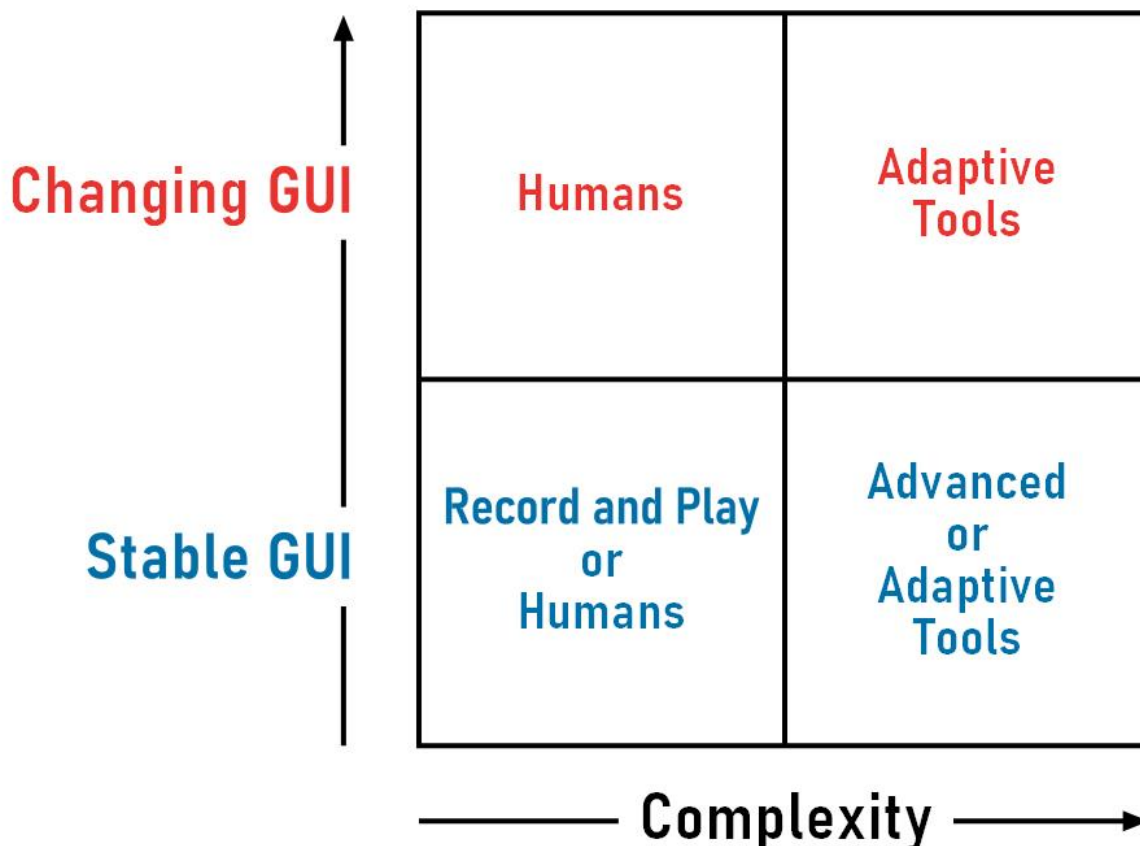 Changing GUI
Humans
Adaptive
Tools
Stable GUI
Record and Play
or
Humans
Advanced
or
Adaptive
Tools
Complexity